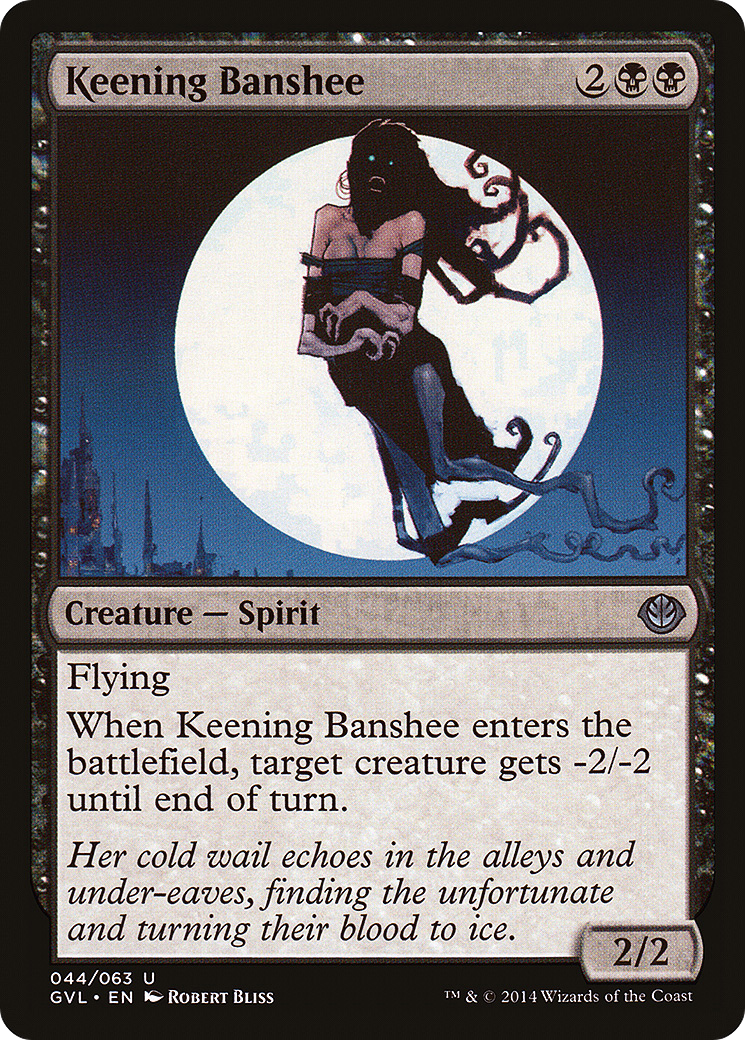 Keening Banshee 2
Creature — Spirit
Flying
When Keening Banshee enters the
battlefield, target creature gets -2/-2
until end of turn.
Her cold wail echoes in the alleys and
under-eaves, finding the unfortunate
and turning their blood to ice.
2/2
044/063 U
GVL • EN Robert Bliss
™ & © 2014 Wizards of the Coast